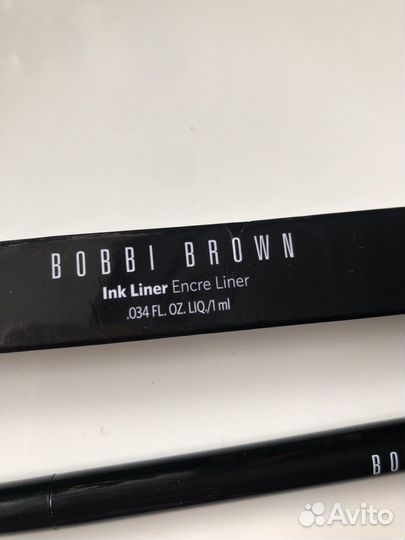 BOBBI BROWN
Ink Liner Encre Liner
.034 FL. OZ. LIQ./1 ml
BO
Avito